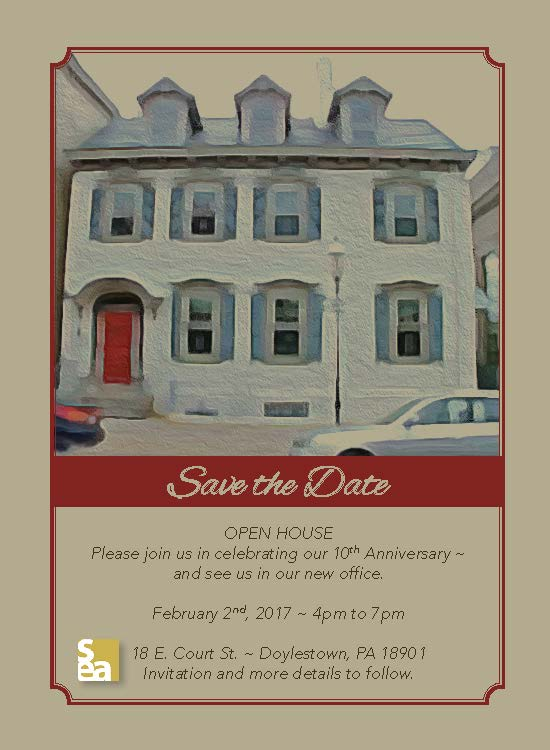 Save the Date
OPEN HOUSE
Please join us in celebrating our 10th Anniversary ~
and see us in our new office.
February 2nd, 2017 ~ 4pm to 7pm
sea
18 E. Court St. ~ Doylestown, PA 18901
Invitation and more details to follow.